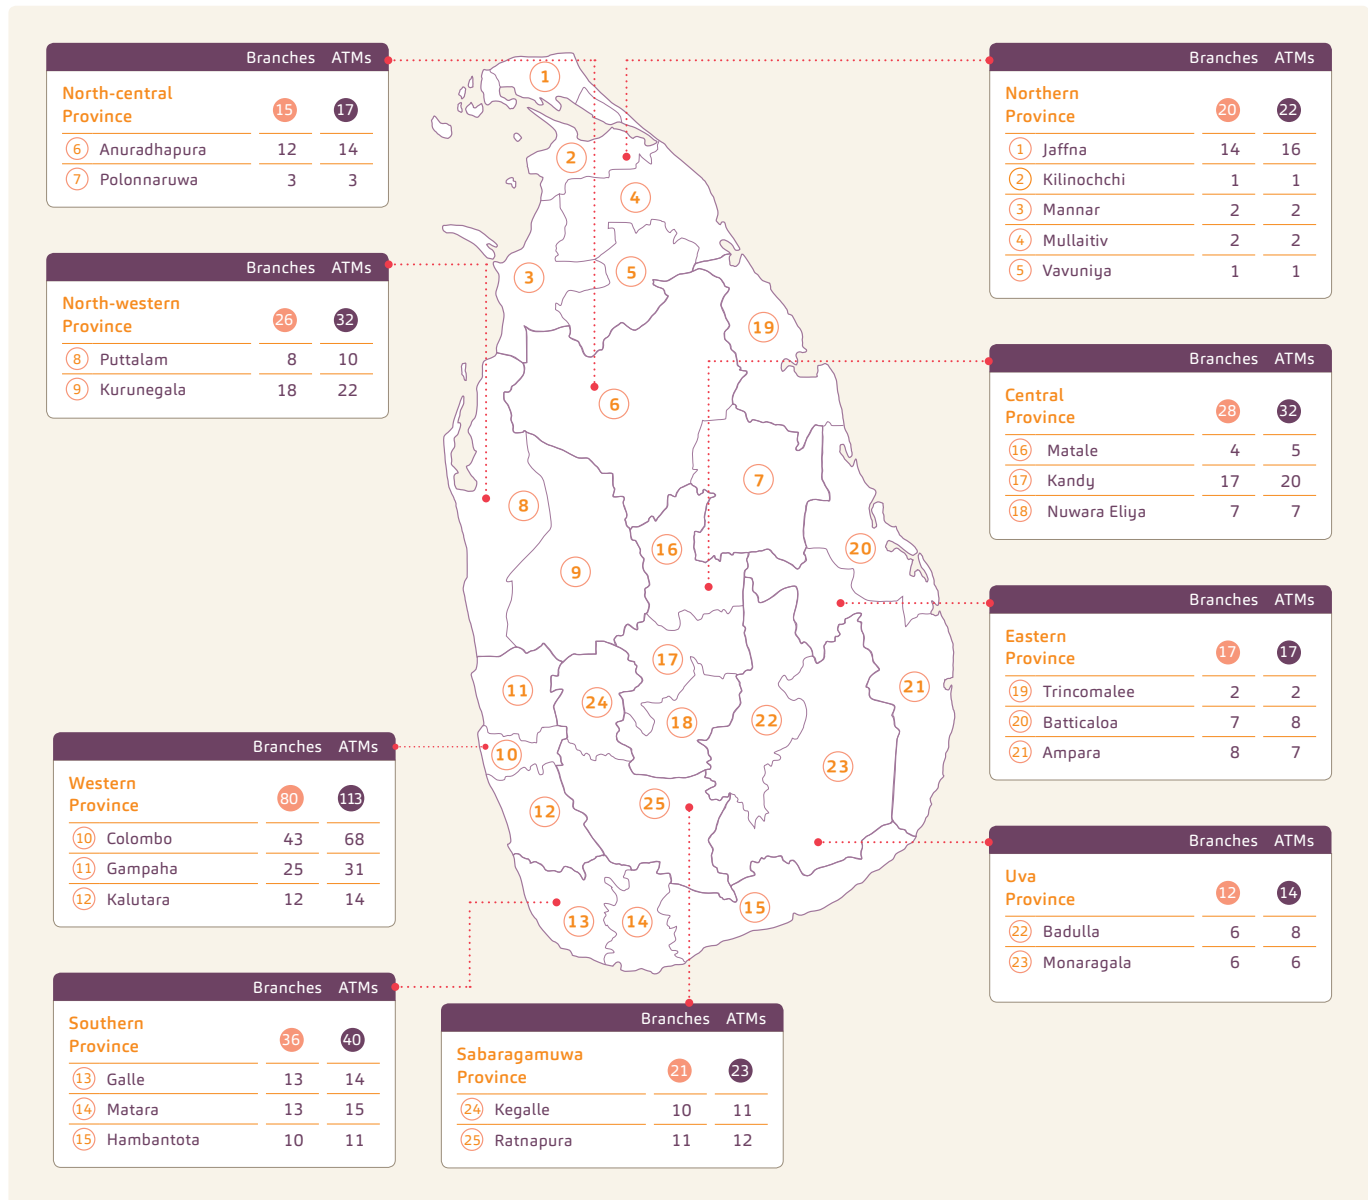 Branches ATMs
North-central
Province 15 17
6 Anuradhapura 12 14
7 Polonnaruwa 3 3
Branches ATMs
North-western
Province 26 32
8 Puttalam 8 10
9 Kurunegala 18 22
Branches ATMs
Western
Province 80 113
10 Colombo 43 68
11 Gampaha 25 31
12 Kalutara 12 14
Branches ATMs
Southern
Province 36 40
13 Galle 13 14
14 Matara 13 15
15 Hambantota 10 11
Branches ATMs
Sabaragamuwa
Province 21 23
24 Kegalle 10 11
25 Ratnapura 11 12
1
2
4
3
5
19
6
7
8
16
20
9
17
11
24
21
18
22
10
23
12
25
13
14
15
Branches ATMs
Northern
Province 20 22
1 Jaffna 14 16
2 Kilinochchi 1 1
3 Mannar 2 2
4 Mullaitiv 2 2
5 Vavuniya 1 1
Branches ATMs
Central
Province 28 32
16 Matale 4 5
17 Kandy 17 20
18 Nuwara Eliya 7 7
Branches ATMs
Eastern
Province 17 17
19 Trincomalee 2 2
20 Batticaloa 7 8
21 Ampara 8 7
Branches ATMs
Uva
Province 12 14
22 Badulla 6 8
23 Monaragala 6 6